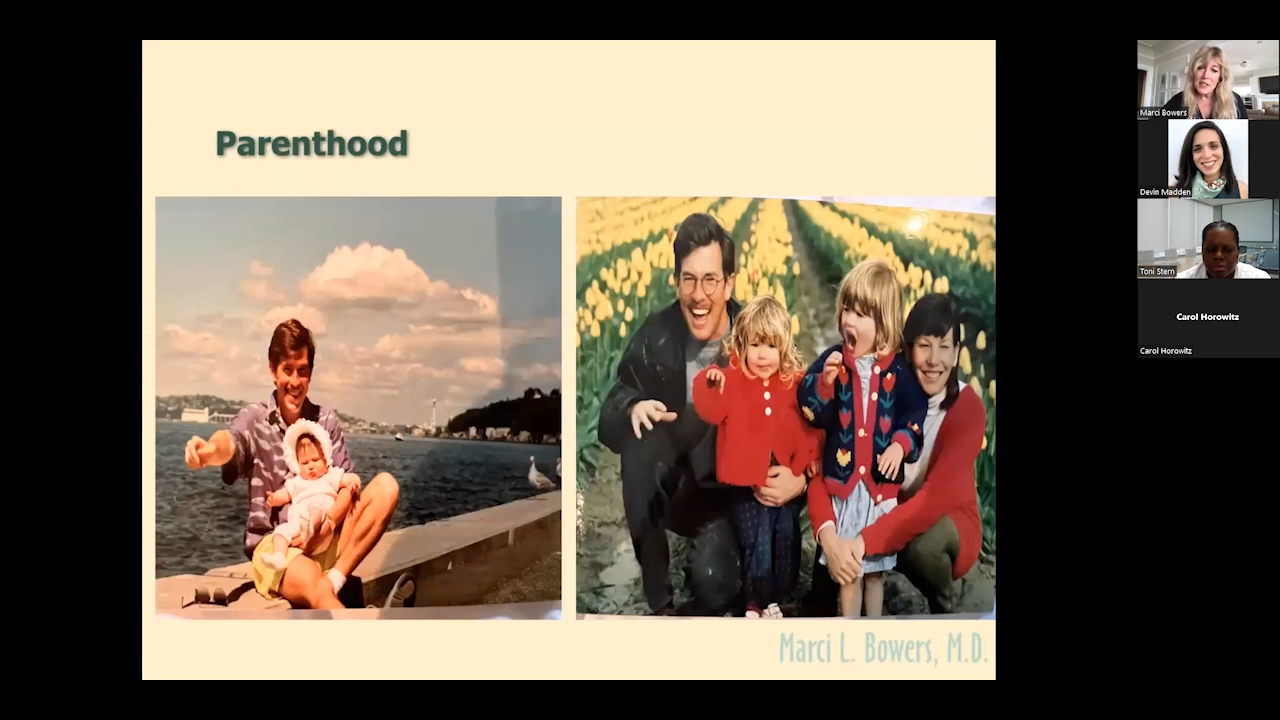 Parenthood
Marci L. Bowers, M.D.
Marci Bowers
Devin Madden
Toni Stern
Carol Horowitz
Carol Horowitz